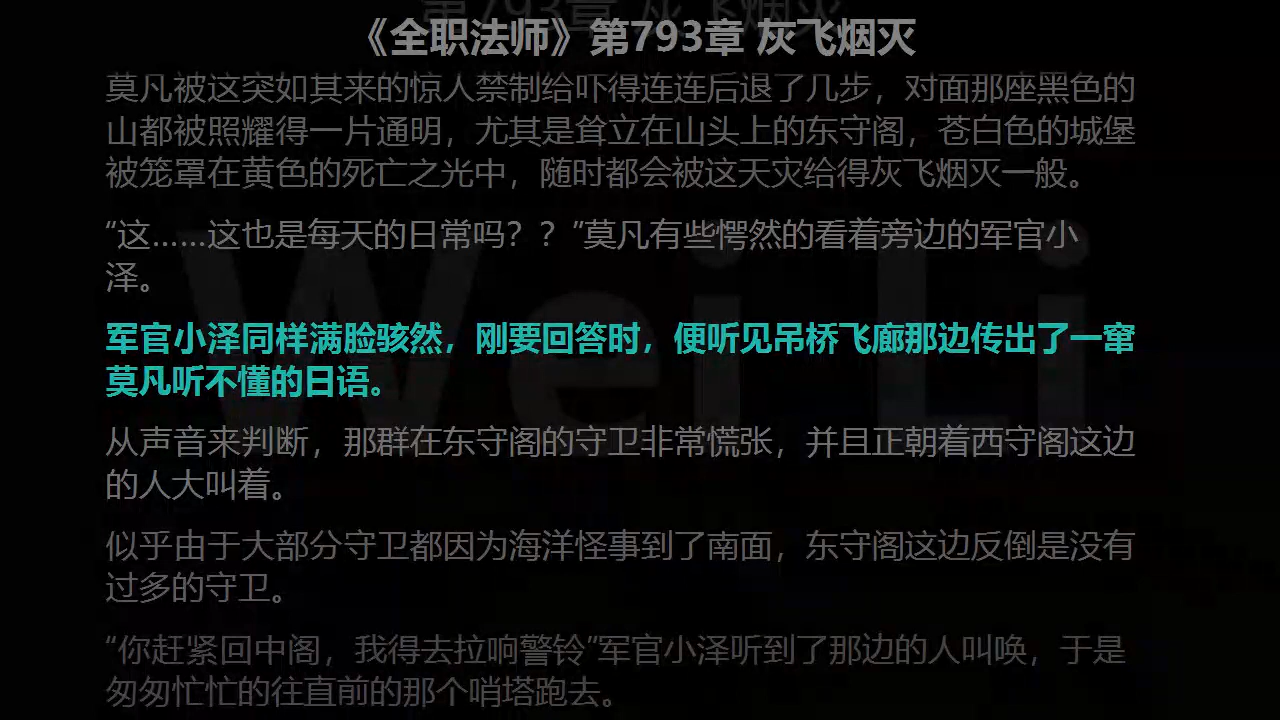 《全职法师》第793章 灰飞烟灭
第793章 灰飞烟灭
莫凡被这突如其来的惊人禁制给吓得连连后退了几步，对面那座黑色的
山都被照耀得一片通明，尤其是耸立在山头上的东守阁，苍白色的城堡
被笼罩在黄色的死亡之光中，随时都会被这天灾给得灰飞烟灭一般。
“这……这也是每天的日常吗？？“莫凡有些愕然的看着旁边的军官小
泽。
军官小泽同样满脸骇然，刚要回答时，便听见吊桥飞廊那边传出了一窜
莫凡听不懂的日语。
从声音来判断，那群在东守阁的守卫非常慌张，并且正朝着西守阁这边
的人大叫着。
似乎由于大部分守卫都因为海洋怪事到了南面，东守阁这边反倒是没有
过多的守卫。
“你赶紧回中阁，我得去拉响警铃”军官小泽听到了那边的人叫唤，于是
匆匆忙忙的往直前的那个哨塔跑去。
Wei Li